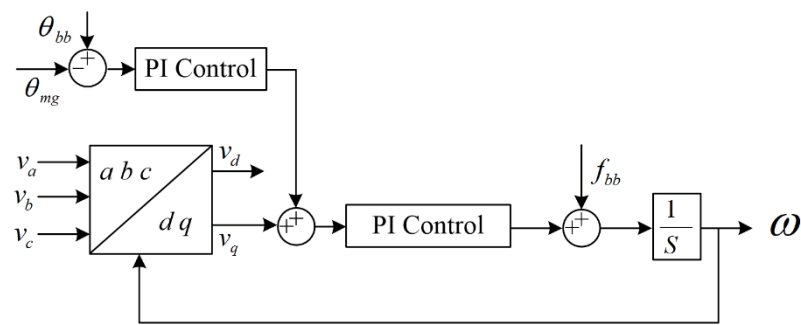 θbb
+
−
PI Control
θmg
va
vb
vc
a b c
d q
vd
vq
+
+
PI Control
fbb
+
+
1
S
ω